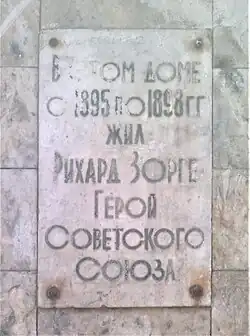 В этом доме
с 1895 по 1898 гг
жил
Рихард Зорге
Герой
Советского
Союза